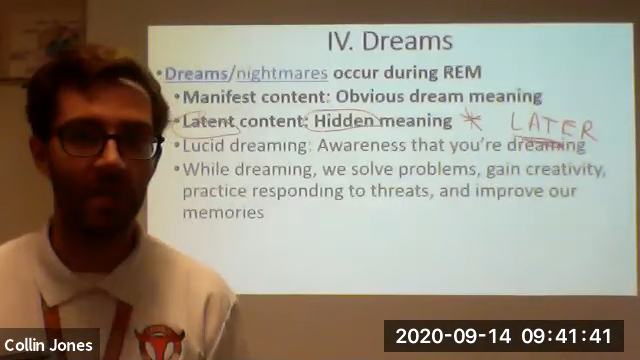 IV. Dreams
•Dreams/nightmares occur during REM
•Manifest content: Obvious dream meaning
•Latent content: Hidden meaning * LATER
•Lucid dreaming: Awareness that you're dreaming
•While dreaming, we solve problems, gain creativity,
practice responding to threats, and improve our
memories
Collin Jones
2020-09-14 09:41:41